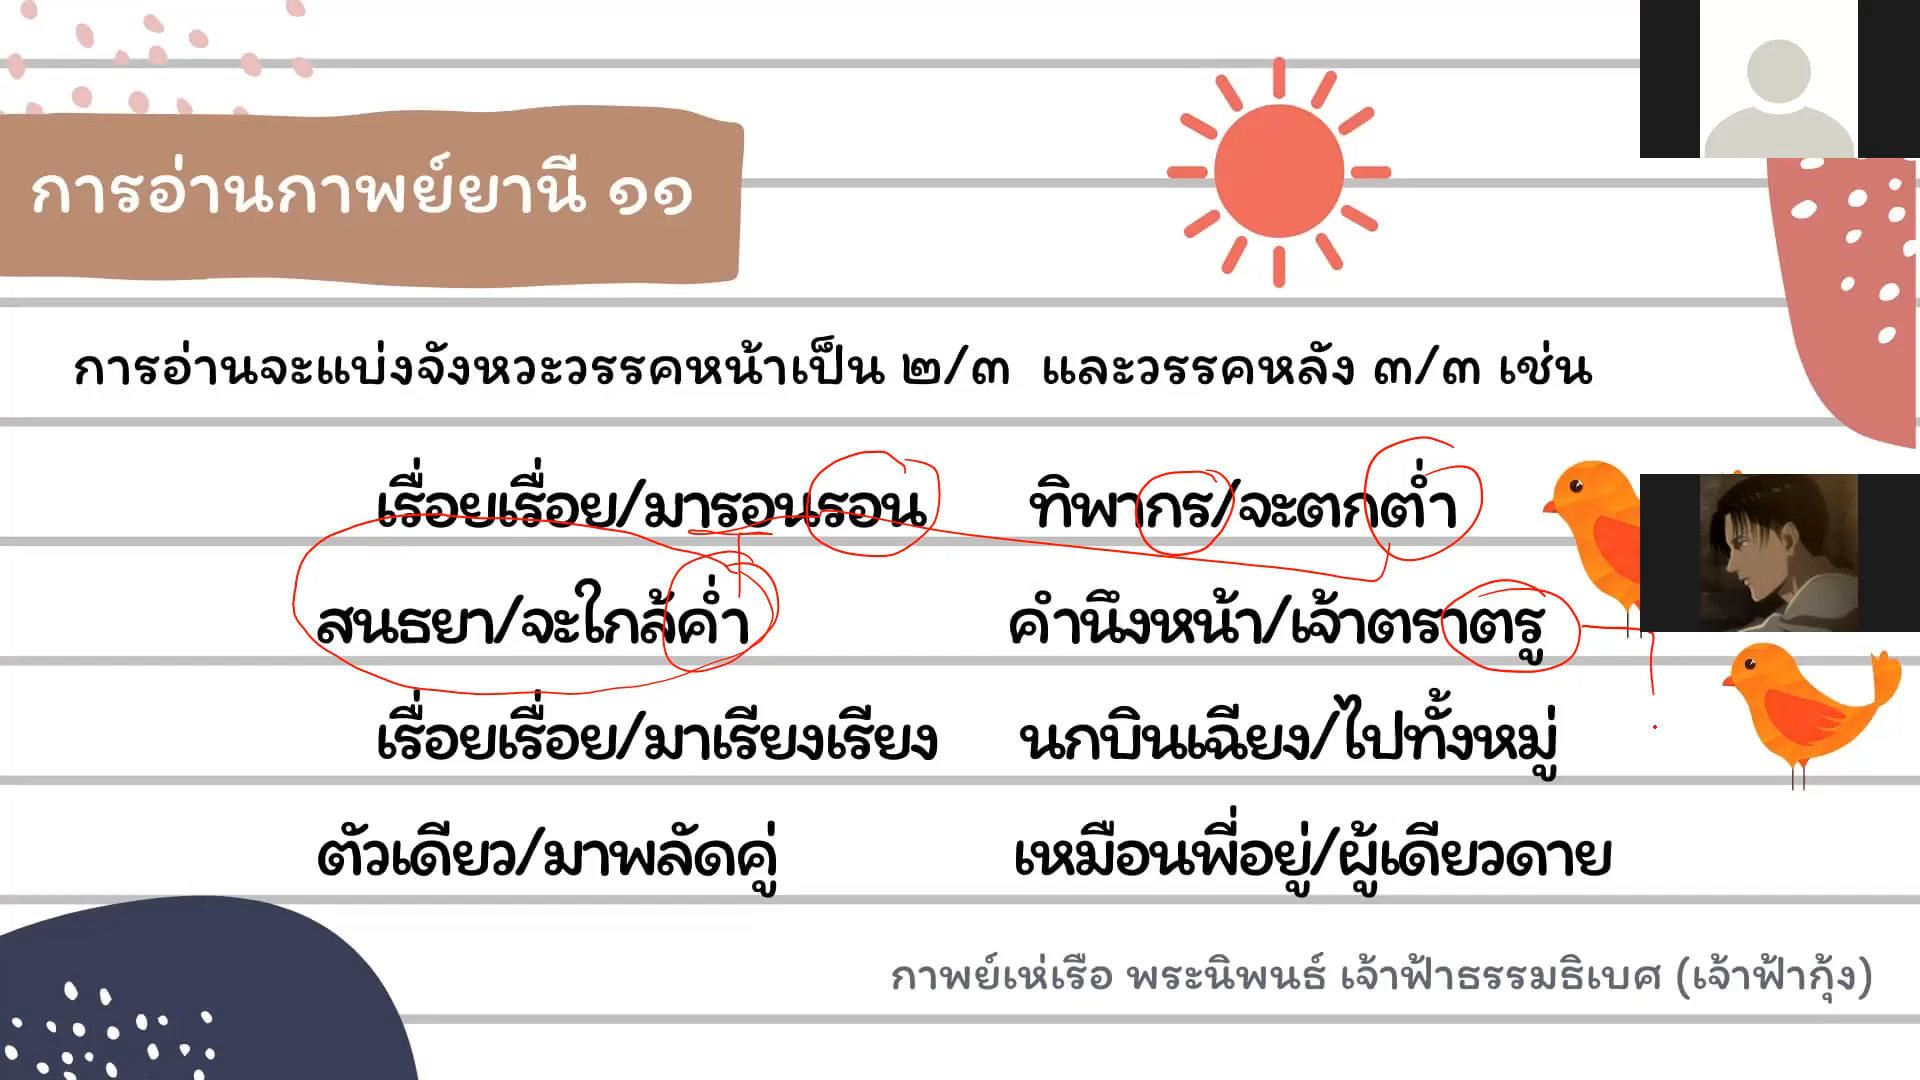 การอ่านกาพย์ยานี ๑๑
การอ่านจะแบ่งจังหวะวรรคหน้าเป็น ๒/๓ และวรรคหลัง ๓/๓ เช่น
เรื่อยเรื่อย/มารอนรอน ทิพากร/จะตกต่ำ
สนธยา/จะใกล้ค่ำ คำนึงหน้า/เจ้าตราตรู
เรื่อยเรื่อย/มาเรียงเรียง นกบินเฉียง/ไปทั้งหมู่
ตัวเดียว/มาพลัดคู่ เหมือนพี่อยู่/ผู้เดียวดาย
กาพย์เห่เรือ พระนิพนธ์ เจ้าฟ้าธรรมธิเบศ (เจ้าฟ้ากุ้ง)